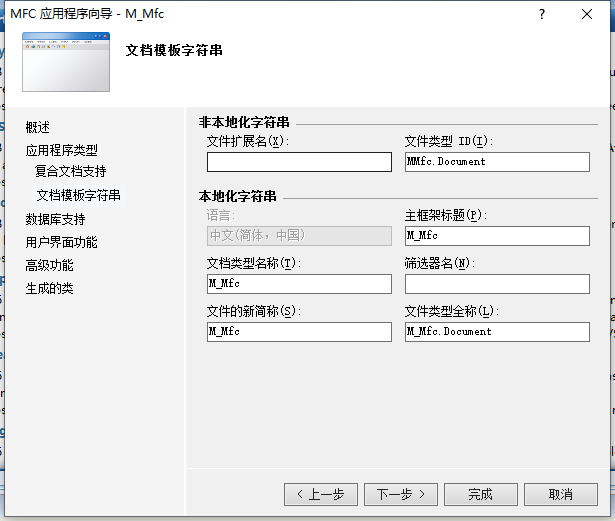 MFC 应用程序向导 - M_Mfc
?
文档模板字符串
概述
应用程序类型
复合文档支持
文档模板字符串
数据库支持
用户界面功能
高级功能
生成的类
非本地化字符串
文件扩展名(X):
文件类型 ID(I):
MMfc.Document
本地化字符串
语言:
主框架标题(P):
中文(简体，中国)
M_Mfc
文档类型名称(T):
筛选器名(N):
M_Mfc
文件的新简称(S):
文件类型全称(L):
M_Mfc
M_Mfc.Document
< 上一步
下一步 >
完成
取消